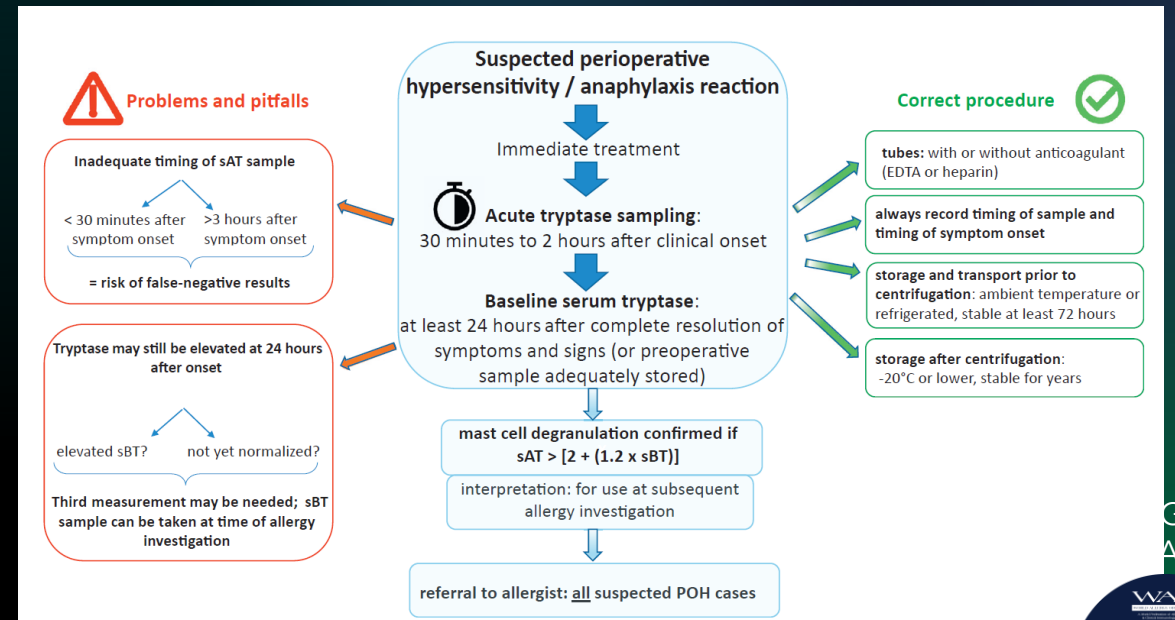 Suspected perioperative
hypersensitivity / anaphylaxis reaction
Immediate treatment
Acute tryptase sampling:
30 minutes to 2 hours after clinical onset
Baseline serum tryptase:
at least 24 hours after complete resolution of
symptoms and signs (or preoperative
sample adequately stored)
mast cell degranulation confirmed if
sAT > [2 + (1.2 x sBT)]
interpretation: for use at subsequent
allergy investigation
referral to allergist: all suspected POH cases
Problems and pitfalls
Inadequate timing of sAT sample
< 30 minutes after
symptom onset
>3 hours after
symptom onset
= risk of false-negative results
Tryptase may still be elevated at 24 hours
after onset
elevated sBT?
not yet normalized?
Third measurement may be needed; sBT
sample can be taken at time of allergy
investigation
Correct procedure
tubes: with or without anticoagulant
(EDTA or heparin)
always record timing of sample and
timing of symptom onset
storage and transport prior to
centrifugation: ambient temperature or
refrigerated, stable at least 72 hours
storage after centrifugation:
-20°C or lower, stable for years